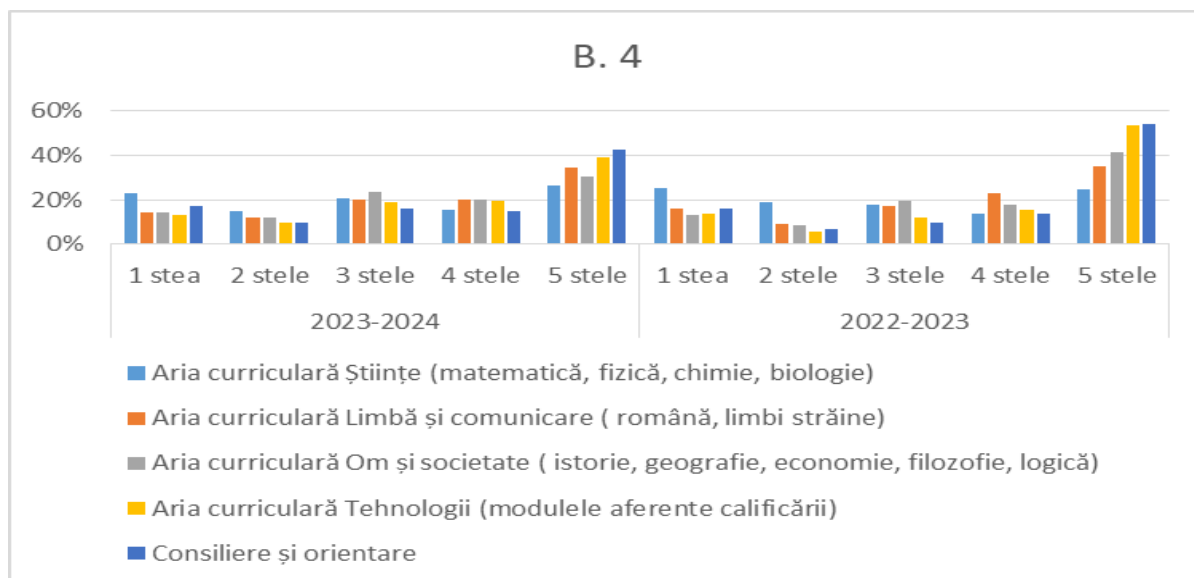 B. 4
60%
40%
20%
0%
1 stea 2 stele 3 stele 4 stele 5 stele 1 stea 2 stele 3 stele 4 stele 5 stele
2023-2024 2022-2023
Aria curriculară Științe (matematică, fizică, chimie, biologie)
Aria curriculară Limbă și comunicare ( română, limbi străine)
Aria curriculară Om și societate ( istorie, geografie, economie, filozofie, logică)
Aria curriculară Tehnologii (modulele aferente calificării)
Consiliere și orientare